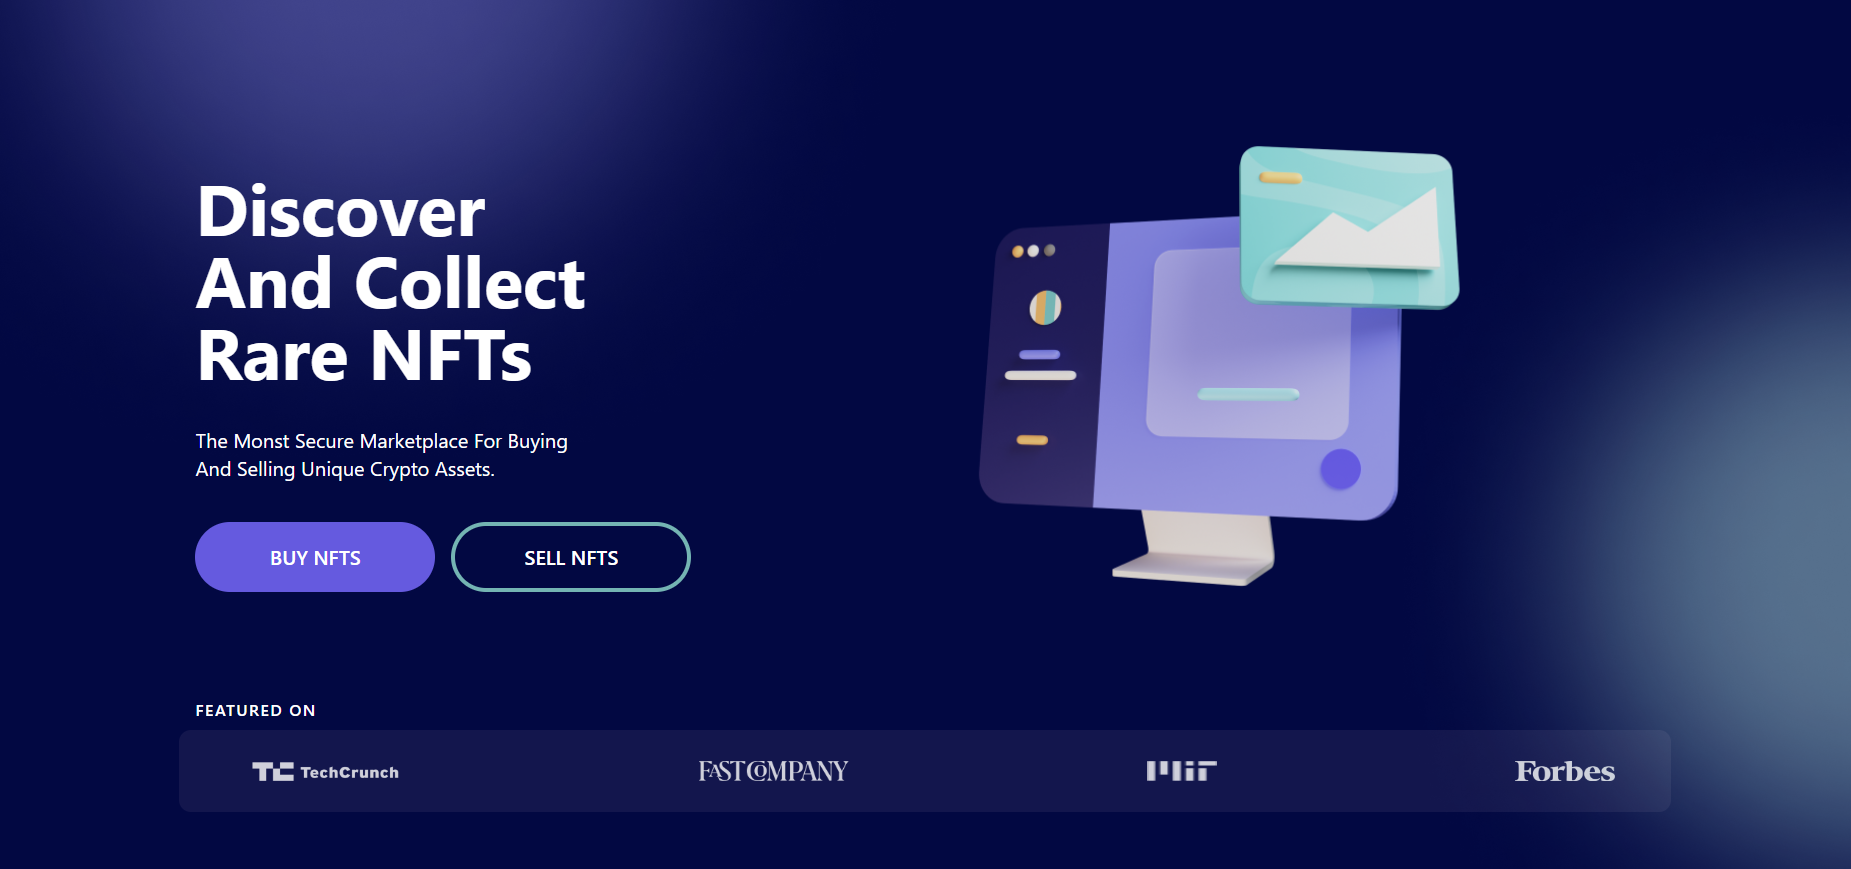 Discover
And Collect
Rare NFTs
The Monst Secure Marketplace For Buying
And Selling Unique Crypto Assets.
BUY NFTS
SELL NFTS
FEATURED ON
TC TechCrunch
FAST COMPANY
MIT
Forbes